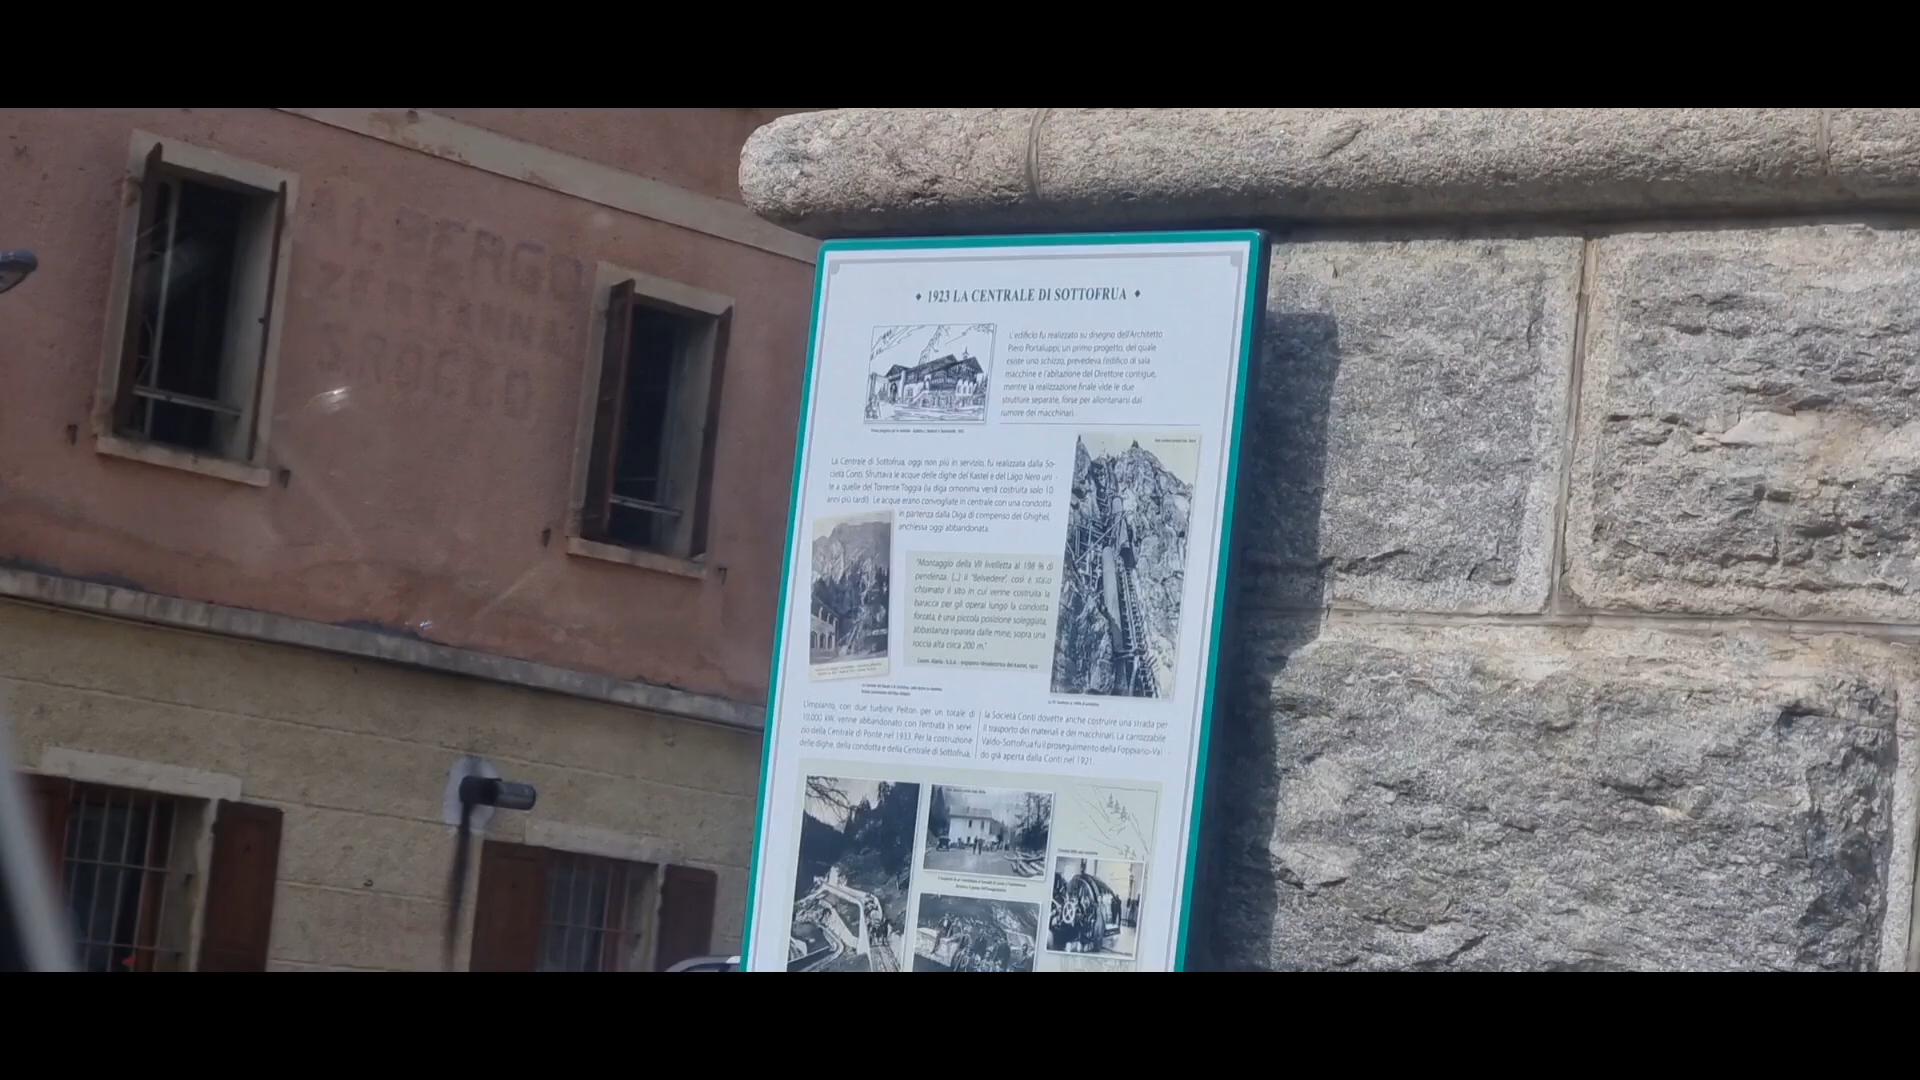 ALBERGO
◆ 1923 LA CENTRALE DI SOTTOFRUA ◆
L'edificio fu realizzato su disegno dell'Architetto
Piero Portaluppi; un primo progetto, del quale
esiste uno schizzo, prevedeva l'edifico di sala
macchine e l'abitazione del Direttore contigue,
mentre la realizzazione finale vide le due
strutture separate, forse per allontanarsi dal
rumore dei macchinari.
La Centrale di Sottofrua, oggi non più in servizio, fu realizzata dalla So-
cietà Conti. Sfruttava le acque delle dighe del Kastel e del Lago Nero uni -
te a quelle del Torrente Toggia (la diga omonima verrà costruita solo 10
anni più tardi). Le acque erano convogliate in centrale con una condotta
in partenza dalla Diga di compenso del Ghighel,
anch'essa oggi abbandonata.
"Montaggio della VII livelletta al 198 % di
pendenza. [...] il "Belvedere", così è stato
chiamato il sito in cui venne costruita la
baracca per gli operai lungo la condotta
forzata, è una piccola posizione soleggiata,
abbastanza riparata dalle mine, sopra una
roccia alta circa 200 m."
L'impianto, con due turbine Pelton per un totale di
10.000 kW, venne abbandonato con l'entrata in servi
zio della Centrale di Ponte nel 1933. Per la costruzione
delle dighe, della condotta e della Centrale di Sottofrua,
la Società Conti dovette anche costruire una strada per
il trasporto dei materiali e dei macchinari. La carrozzabile
Valdo-Sottofrua fu il proseguimento della Foppiano-Val -
do già aperta dalla Conti nel 1921.